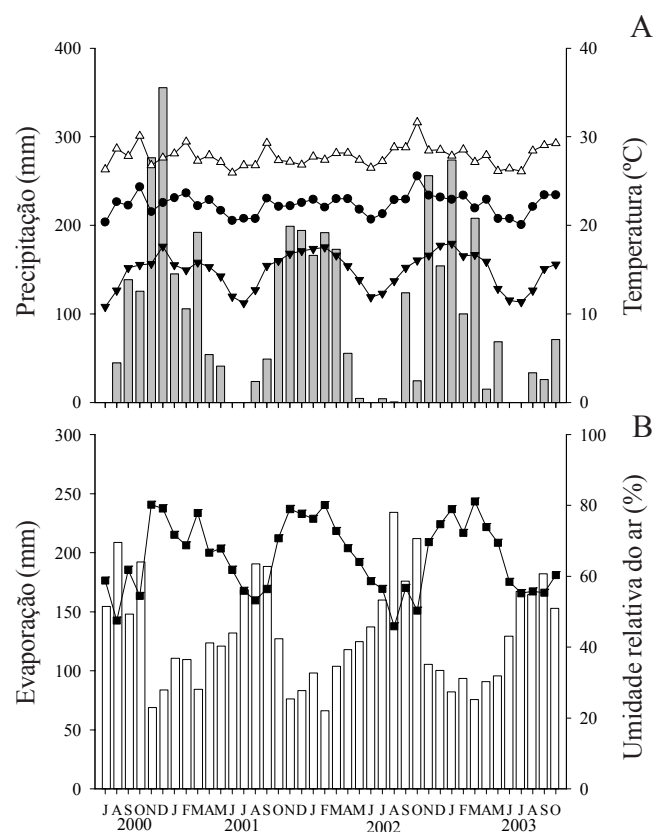 A
Precipitação (mm)
400
300
200
100
0
Temperatura (ºC)
40
30
20
10
0
B
Evaporação (mm)
300
250
200
150
100
50
0
Umidade relativa do ar (%)
100
80
60
40
20
0
J A S O N D J F M A M J J A S O N D J F M A M J J A S O N D J F M A M J J A S O
2000 2001 2002 2003